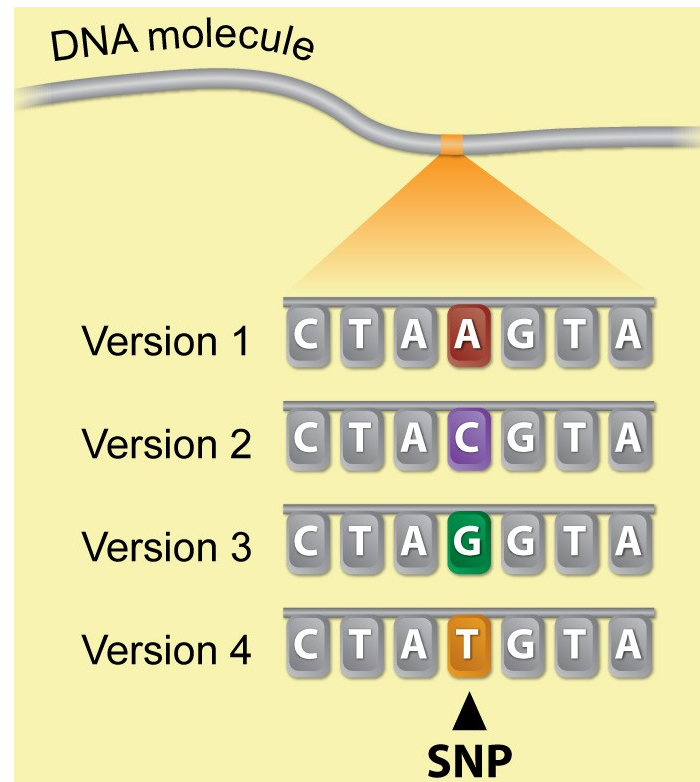 DNA molecule
Version 1 C T A A G T A
Version 2 C T A C G T A
Version 3 C T A G G T A
Version 4 C T A T G T A
SNP